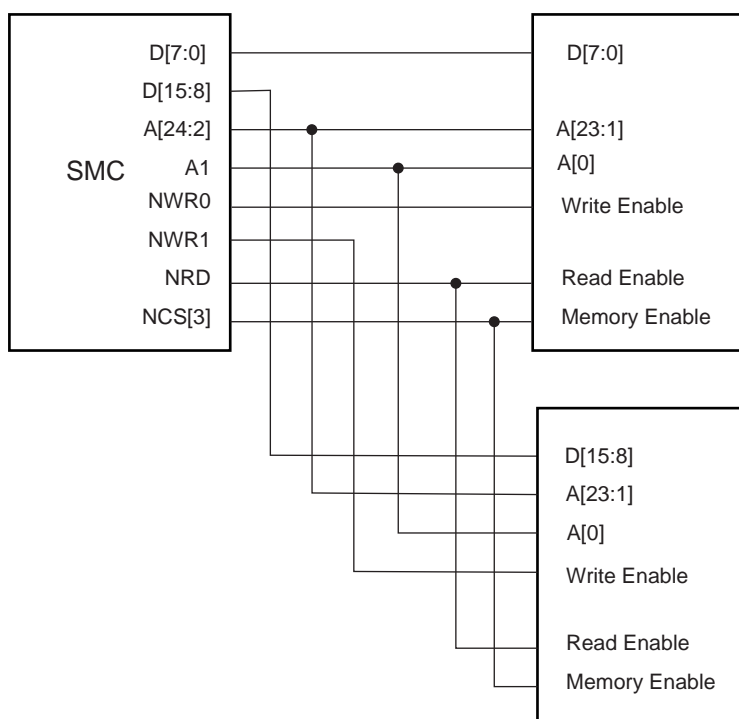 D[7:0]
D[15:8]
A[24:2]
SMC
A1
NWR0
NWR1
NRD
NCS[3]
D[7:0]
A[23:1]
A[0]
Write Enable
Read Enable
Memory Enable
D[15:8]
A[23:1]
A[0]
Write Enable
Read Enable
Memory Enable